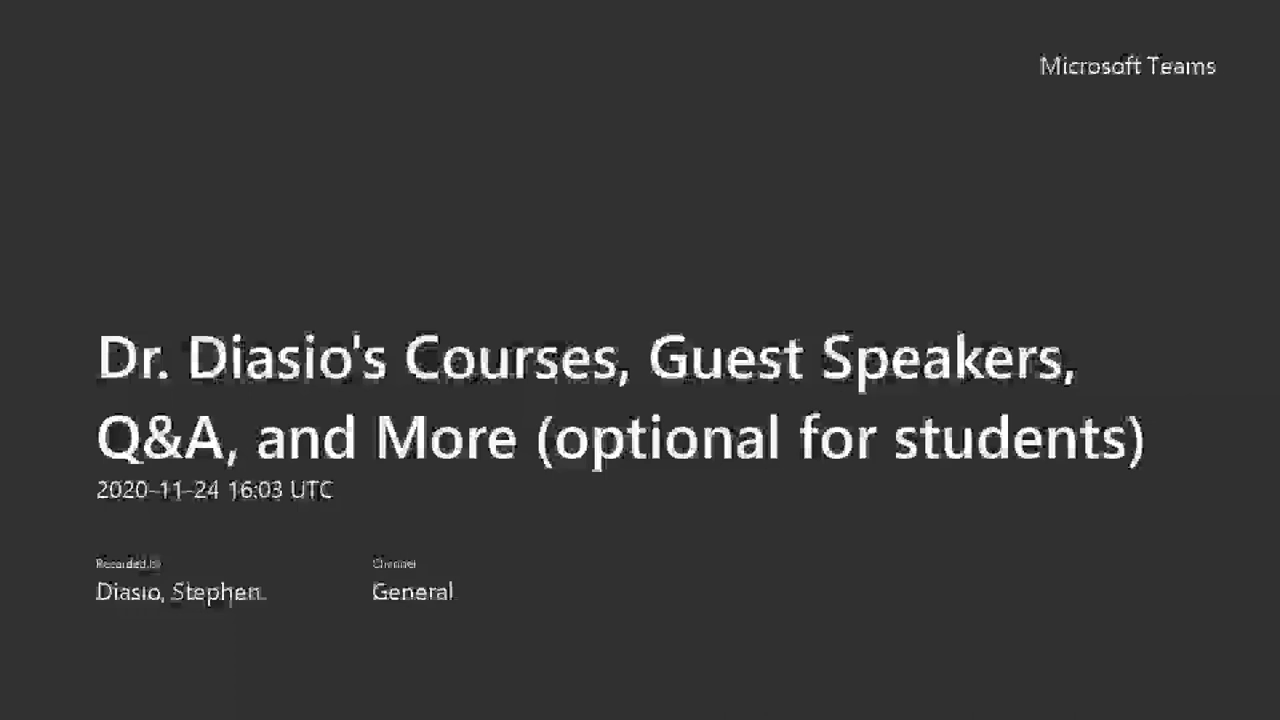 Microsoft Teams
Dr. Diasio's Courses, Guest Speakers,
Q&A, and More (optional for students)
2020-11-24 16:03 UTC
Recorded by
Channel
Diasio, Stephen
General